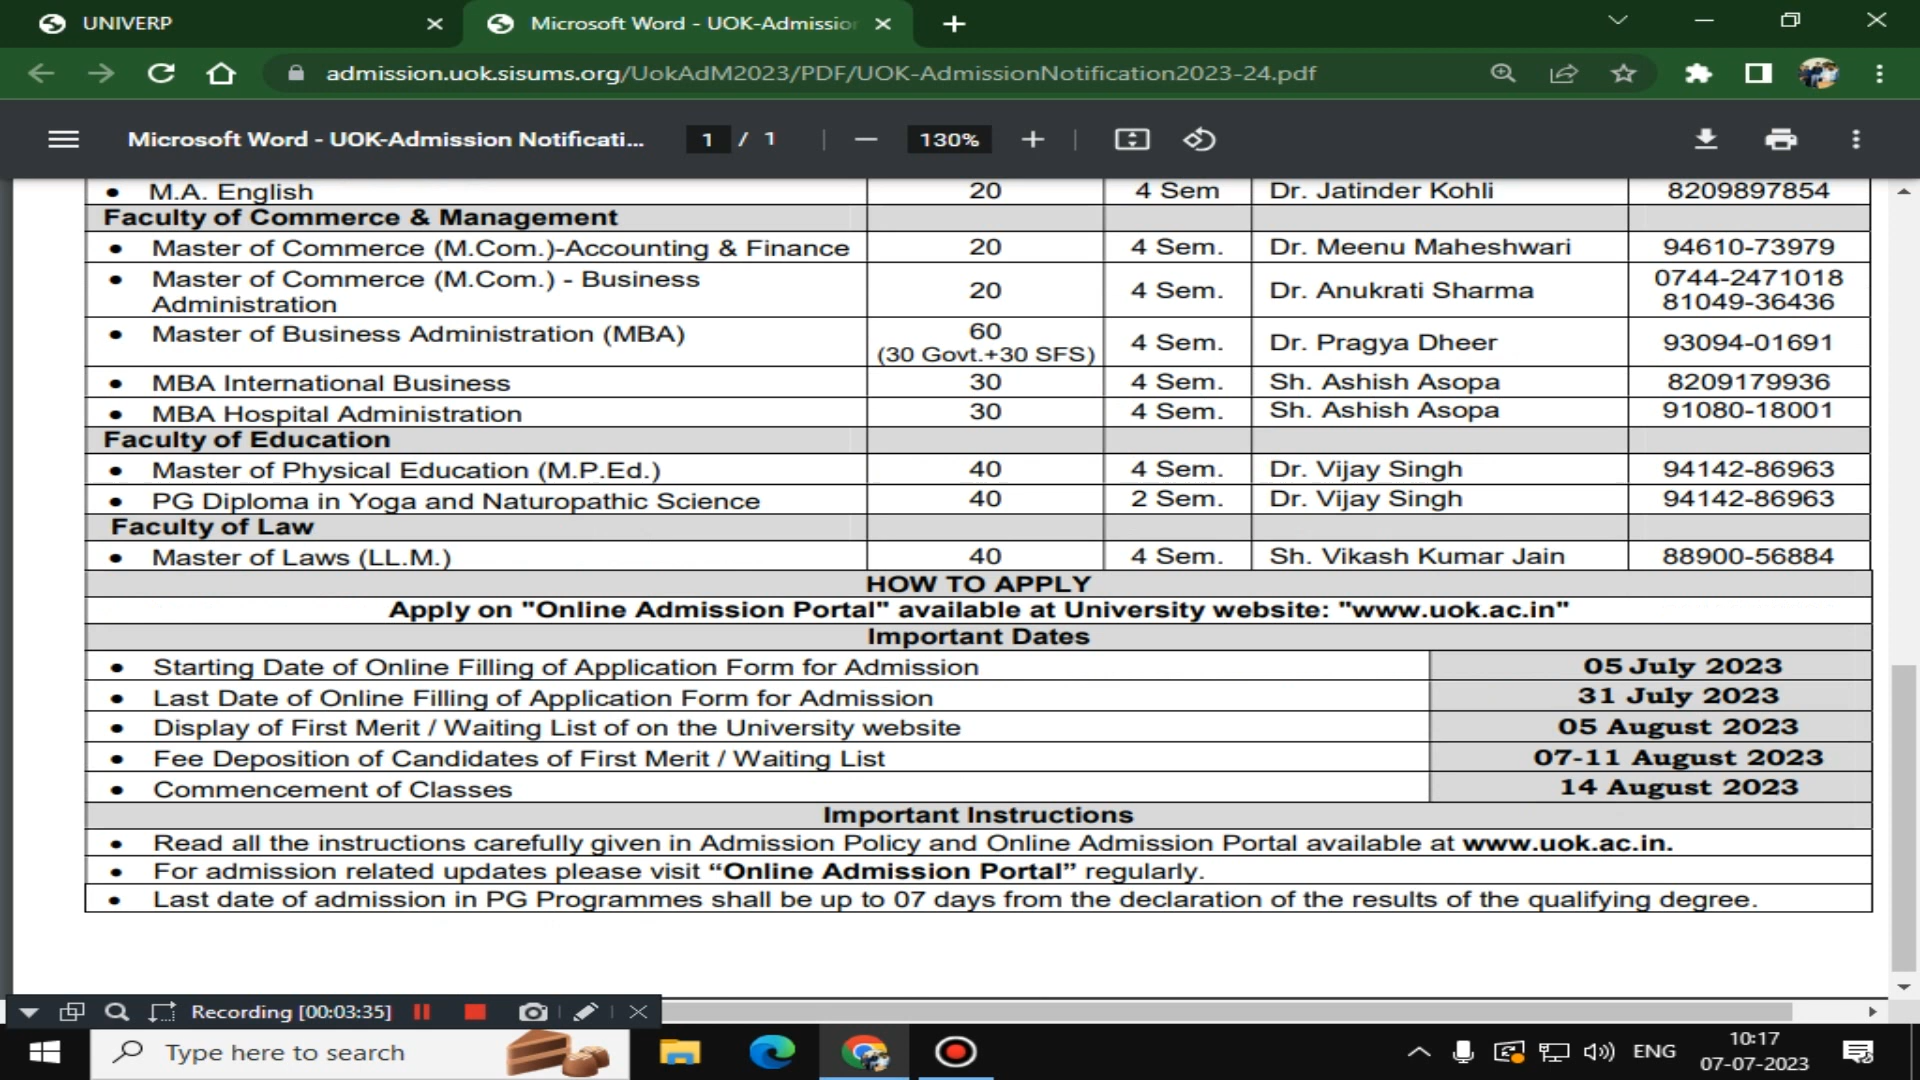 UNIVERP
Microsoft Word - UOK-Admissio
admission.uok.sisums.org/UokAdM2023/PDF/UOK-AdmissionNotification2023-24.pdf
Microsoft Word - UOK-Admission Notificati... 1 / 1 130%
• M.A. English 20 4 Sem Dr. Jatinder Kohli 8209897854
Faculty of Commerce & Management
• Master of Commerce (M.Com.)-Accounting & Finance 20 4 Sem. Dr. Meenu Maheshwari 94610-73979
• Master of Commerce (M.Com.) - Business
Administration 20 4 Sem. Dr. Anukrati Sharma 0744-2471018
81049-36436
• Master of Business Administration (MBA) 60
(30 Govt.+30 SFS) 4 Sem. Dr. Pragya Dheer 93094-01691
• MBA International Business 30 4 Sem. Sh. Ashish Asopa 8209179936
• MBA Hospital Administration 30 4 Sem. Sh. Ashish Asopa 91080-18001
Faculty of Education
• Master of Physical Education (M.P.Ed.) 40 4 Sem. Dr. Vijay Singh 94142-86963
• PG Diploma in Yoga and Naturopathic Science 40 2 Sem. Dr. Vijay Singh 94142-86963
Faculty of Law
• Master of Laws (LL.M.) 40 4 Sem. Sh. Vikash Kumar Jain 88900-56884
HOW TO APPLY
Apply on "Online Admission Portal" available at University website: "www.uok.ac.in"
Important Dates
• Starting Date of Online Filling of Application Form for Admission 05 July 2023
• Last Date of Online Filling of Application Form for Admission 31 July 2023
• Display of First Merit / Waiting List of on the University website 05 August 2023
• Fee Deposition of Candidates of First Merit / Waiting List 07-11 August 2023
• Commencement of Classes 14 August 2023
Important Instructions
• Read all the instructions carefully given in Admission Policy and Online Admission Portal available at www.uok.ac.in.
• For admission related updates please visit “Online Admission Portal” regularly.
• Last date of admission in PG Programmes shall be up to 07 days from the declaration of the results of the qualifying degree.
Recording [00:03:35]
Type here to search
ENG
10:17
07-07-2023